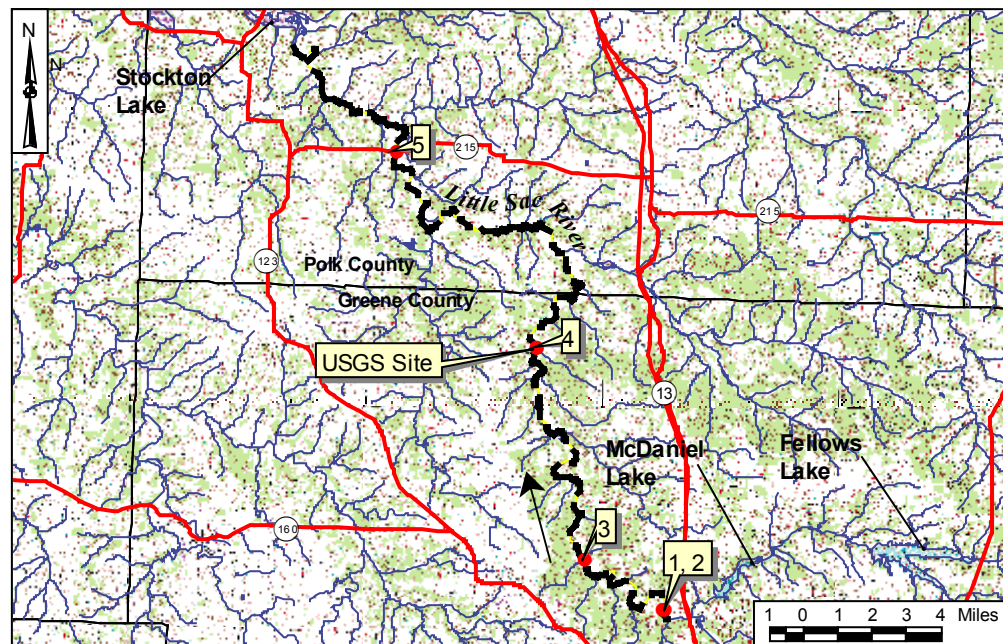 N
N
Stockton
Lake
5
215
Little Sac River
215
123
Polk County
Greene County
4
USGS Site
13
McDaniel
Lake
Fellows
Lake
160
3
1, 2
1 0 1 2 3 4 Miles